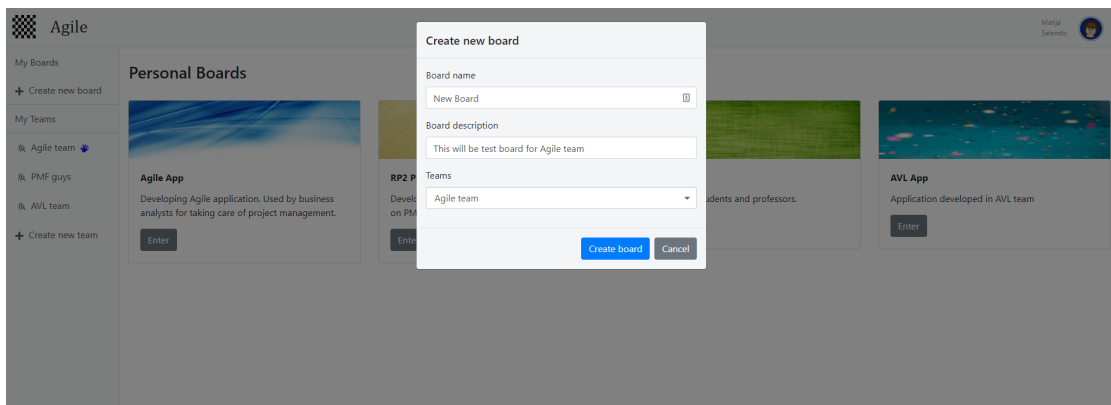 Agile
Matija
Selendu
My Boards
Create new board
My Teams
Agile team
PMF guys
AVL team
Create new team
Personal Boards
Agile App
Developing Agile application. Used by business
analysts for taking care of project management.
Enter
RP2 P
Develo
on PM
Ente
udents and professors.
AVL App
Application developed in AVL team
Enter
Create new board
Board name
New Board
Board description
This will be test board for Agile team
Teams
Agile team
Create board
Cancel